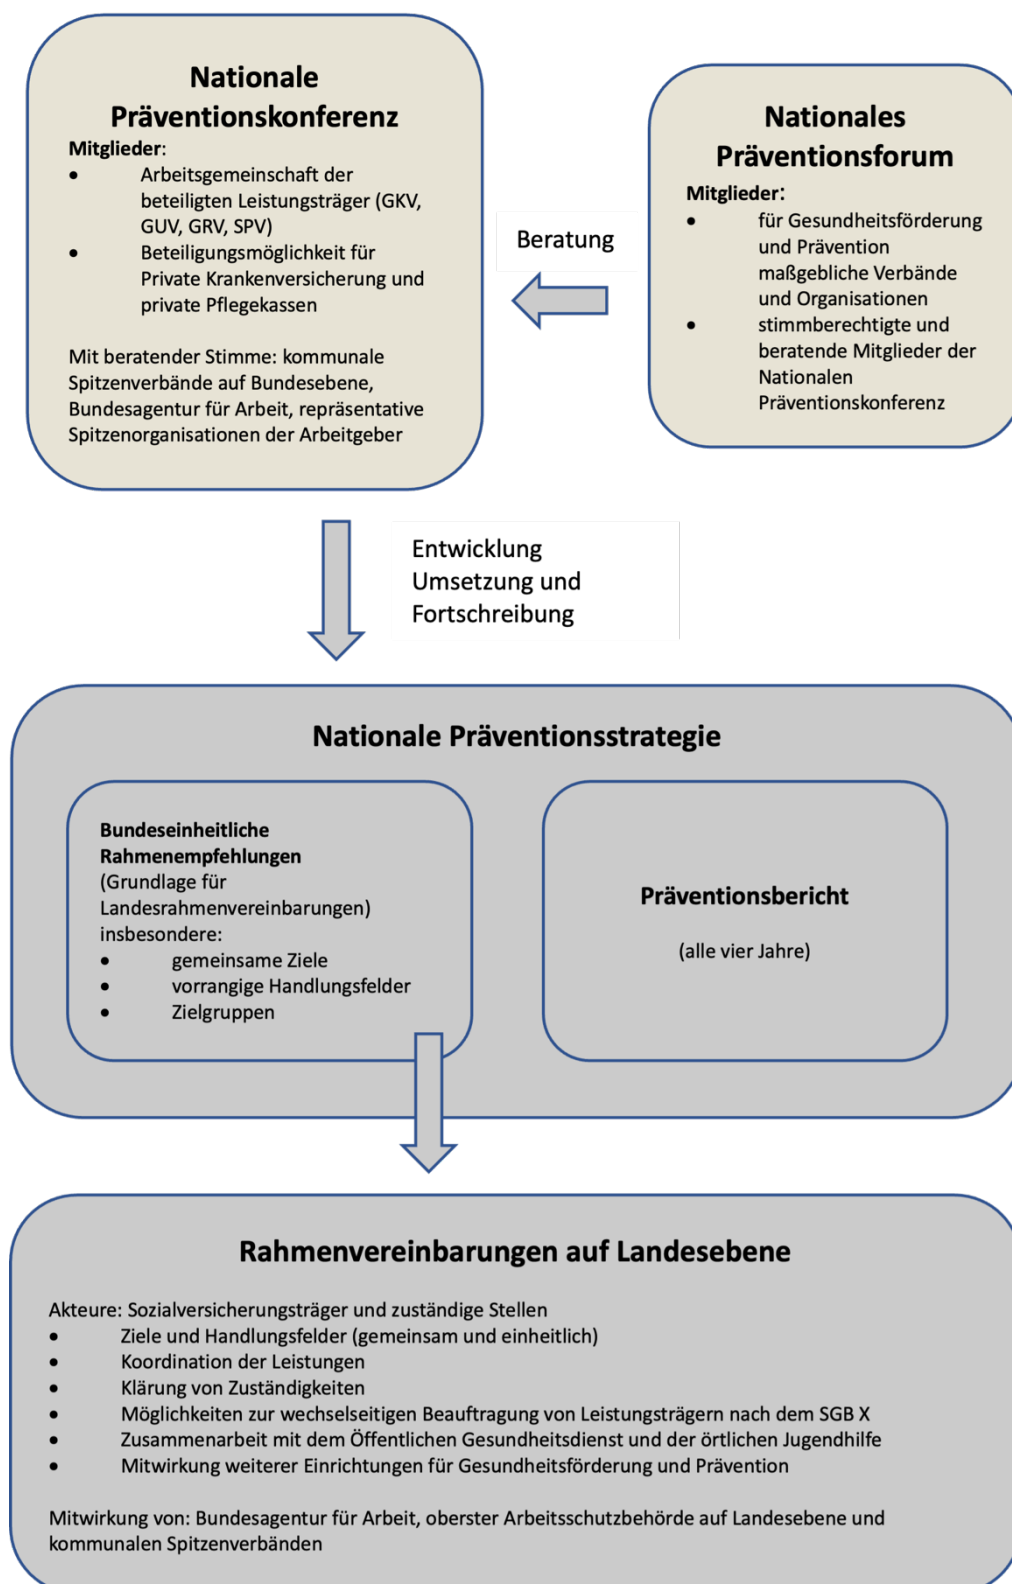 Nationale
Präventionskonferenz
Mitglieder:
• Arbeitsgemeinschaft der
beteiligten Leistungsträger (GKV,
GUV, GRV, SPV)
• Beteiligungsmöglichkeit für
Private Krankenversicherung und
private Pflegekassen
Mit beratender Stimme: kommunale
Spitzenverbände auf Bundesebene,
Bundesagentur für Arbeit, repräsentative
Spitzenorganisationen der Arbeitgeber
Beratung
Nationales
Präventionsforum
Mitglieder:
• für Gesundheitsförderung
und Prävention
maßgebliche Verbände
und Organisationen
• stimmberechtigte und
beratende Mitglieder der
Nationalen
Präventionskonferenz
Entwicklung
Umsetzung und
Fortschreibung
Nationale Präventionsstrategie
Bundeseinheitliche
Rahmenempfehlungen
(Grundlage für
Landesrahmenvereinbarungen)
insbesondere:
• gemeinsame Ziele
• vorrangige Handlungsfelder
• Zielgruppen
Präventionsbericht
(alle vier Jahre)
Rahmenvereinbarungen auf Landesebene
Akteure: Sozialversicherungsträger und zuständige Stellen
• Ziele und Handlungsfelder (gemeinsam und einheitlich)
• Koordination der Leistungen
• Klärung von Zuständigkeiten
• Möglichkeiten zur wechselseitigen Beauftragung von Leistungsträgern nach dem SGB X
• Zusammenarbeit mit dem Öffentlichen Gesundheitsdienst und der örtlichen Jugendhilfe
• Mitwirkung weiterer Einrichtungen für Gesundheitsförderung und Prävention
Mitwirkung von: Bundesagentur für Arbeit, oberster Arbeitsschutzbehörde auf Landesebene und
kommunalen Spitzenverbänden